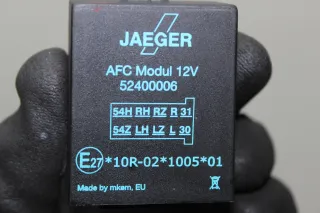 JAEGER
AFC Modul 12V
52400006
54H RH RZ R 31
54Z LH LZ L 30
E27 *10R-02*1005*01
Made by mkem, EU